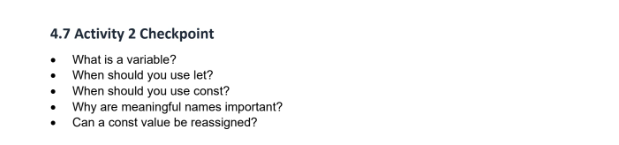 4.7 Activity 2 Checkpoint
• What is a variable?
• When should you use let?
• When should you use const?
• Why are meaningful names important?
• Can a const value be reassigned?